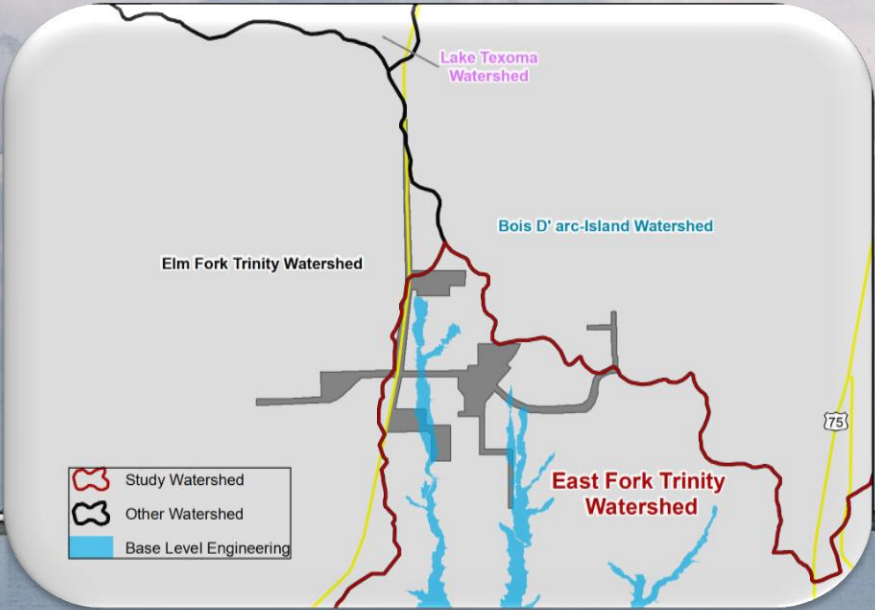 Lake Texoma
Watershed
Bois D' arc-Island Watershed
Elm Fork Trinity Watershed
75
East Fork Trinity
Watershed
Study Watershed
Other Watershed
Base Level Engineering